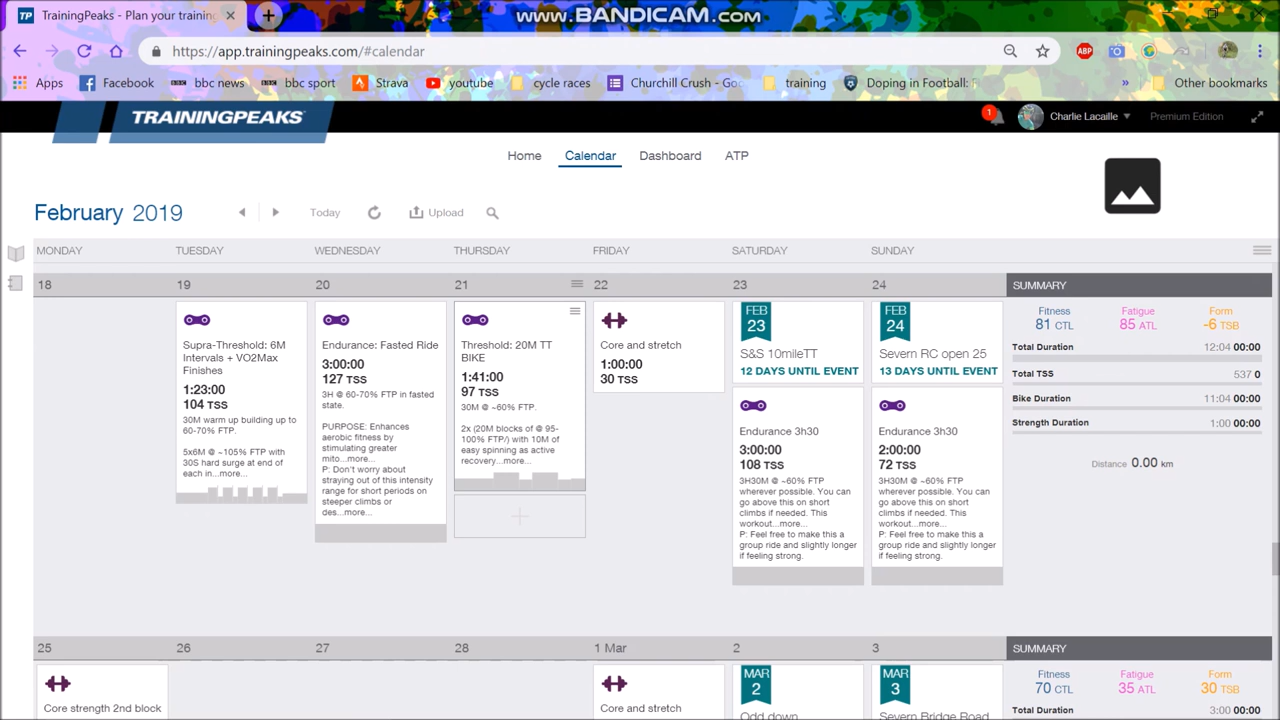 TrainingPeaks - Plan your training
www.BANDICAM.com
https://app.trainingpeaks.com/#calendar
ABP
Apps Facebook bbc news bbc sport Strava youtube cycle races Churchill Crush - Goo training Doping in Football: T » Other bookmarks
TRAININGPEAKS
1 Charlie Lacaille Premium Edition
Home Calendar Dashboard ATP
February 2019 Today Upload
MONDAY TUESDAY WEDNESDAY THURSDAY FRIDAY SATURDAY SUNDAY
18 19 20 21 22 23 24 SUMMARY
Supra-Threshold: 6M
Intervals + VO2Max
Finishes
1:23:00
104 TSS
30M warm up building up to
60-70% FTP.
5x6M @ ~105% FTP with
30S hard surge at end of
each in...more...
Endurance: Fasted Ride
3:00:00
127 TSS
3H @ 60-70% FTP in fasted
state.
PURPOSE: Enhances
aerobic fitness by
stimulating greater
mito...more...
P: Don't worry about
straying out of this intensity
range for short periods on
steeper climbs or
des...more...
Threshold: 20M TT
BIKE
1:41:00
97 TSS
30M @ ~60% FTP.
2x (20M blocks of @ 95-
100% FTP/) with 10M of
easy spinning as active
recovery...more...
Core and stretch
1:00:00
30 TSS
FEB
23
S&S 10mileTT
12 DAYS UNTIL EVENT
Endurance 3h30
3:00:00
108 TSS
3H30M @ ~60% FTP
wherever possible. You can
go above this on short
climbs if needed. This
workout...more...
P: Feel free to make this a
group ride and slightly longer
if feeling strong.
FEB
24
Severn RC open 25
13 DAYS UNTIL EVENT
Endurance 3h30
2:00:00
72 TSS
3H30M @ ~60% FTP
wherever possible. You can
go above this on short
climbs if needed. This
workout...more...
P: Feel free to make this a
group ride and slightly longer
if feeling strong.
Fitness Fatigue Form
81 CTL 85 ATL -6 TSB
Total Duration 12:04 00:00
Total TSS 537 0
Bike Duration 11:04 00:00
Strength Duration 1:00 00:00
Distance 0.00 km
25 26 27 28 1 Mar 2 3 SUMMARY
Core strength 2nd block
Core and stretch
MAR
2
Odd down
MAR
3
Severn Bridge Road
Fitness Fatigue Form
70 CTL 35 ATL 30 TSB
Total Duration 3:00 00:00